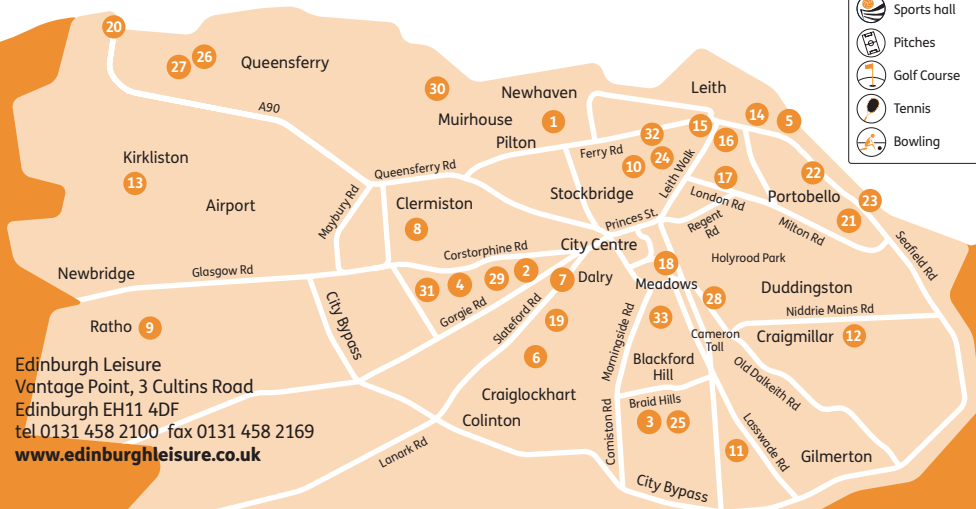 Sports hall
Pitches
Golf Course
Tennis
Bowling
20
27
26
Queensferry
A90
30
Newhaven
Muirhouse
1
Pilton
Leith
14
5
15
16
32
Ferry Rd
10
24
Leith Walk
Kirkliston
13
Airport
Maybury Rd
Queensferry Rd
Clermiston
8
Stockbridge
17
London Rd
22
Portobello
23
21
Princes St.
Regent
Rd
Milton Rd
Seafield Rd
Corstorphine Rd
City Centre
Holyrood Park
Newbridge
Glasgow Rd
31
4
29
2
7
Dalry
18
Meadows
28
Duddingston
Niddrie Mains Rd
City Bypass
Gorgie Rd
Slateford Rd
19
Morningside Rd
33
Cameron
Toll
Craigmillar
12
Ratho
9
6
Blackford
Hill
Old Dalkeith Rd
Craiglockhart
Colinton
Comiston Rd
Braid Hills
3
25
11
Lasswade Rd
Gilmerton
Lanark Rd
City Bypass
Edinburgh Leisure
Vantage Point, 3 Cultins Road
Edinburgh EH11 4DF
tel 0131 458 2100 fax 0131 458 2169
www.edinburghleisure.co.uk